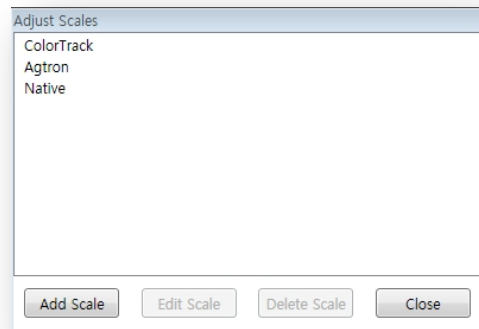 Adjust Scales
ColorTrack
Agtron
Native
Add Scale Edit Scale Delete Scale Close